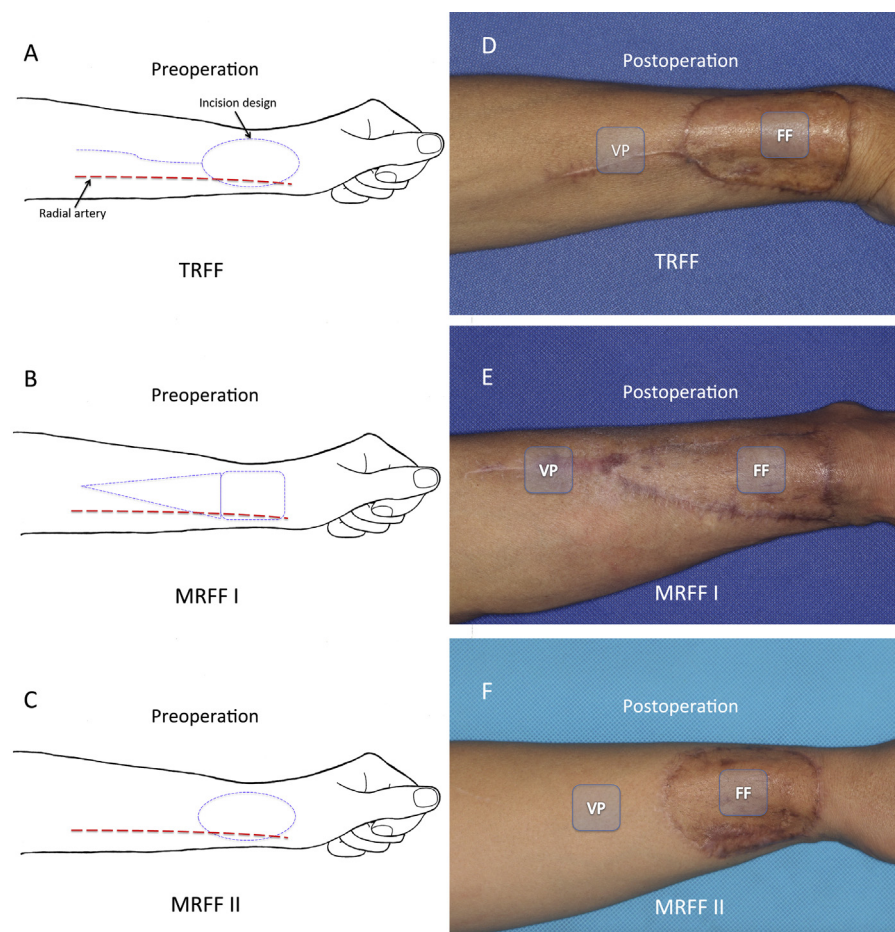 A
Preoperation
Incision design
Radial artery
TRFF
D
Postoperation
VP
FF
TRFF
B
Preoperation
MRFF I
E
Postoperation
VP
FF
MRFF I
C
Preoperation
MRFF II
F
Postoperation
VP
FF
MRFF II